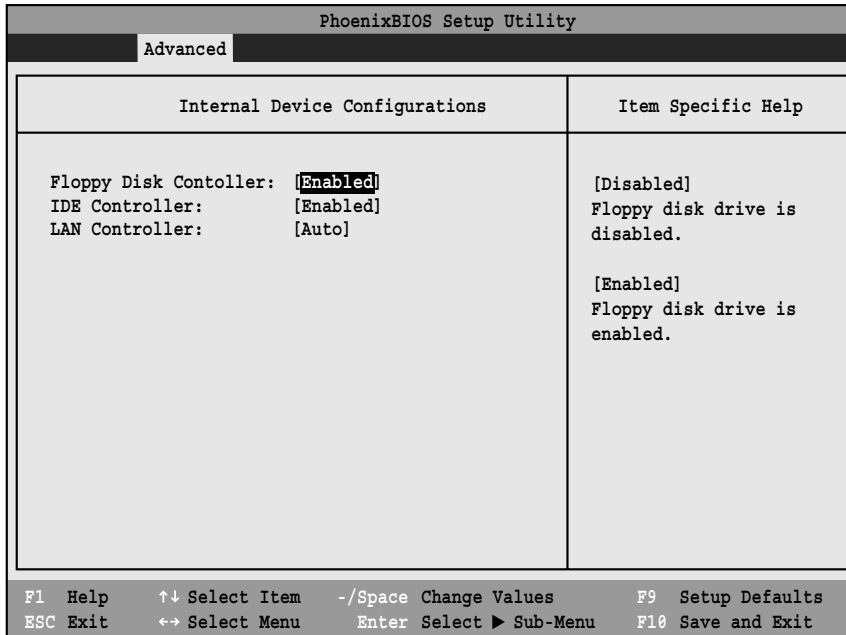 PhoenixBIOS Setup Utility
Advanced
Internal Device Configurations
Item Specific Help
Floppy Disk Contoller: [Enabled]
IDE Controller: [Enabled]
LAN Controller: [Auto]
[Disabled]
Floppy disk drive is
disabled.
[Enabled]
Floppy disk drive is
enabled.
F1 Help ↑↓ Select Item -/Space Change Values F9 Setup Defaults
ESC Exit ←→ Select Menu Enter Select ▶ Sub-Menu F10 Save and Exit